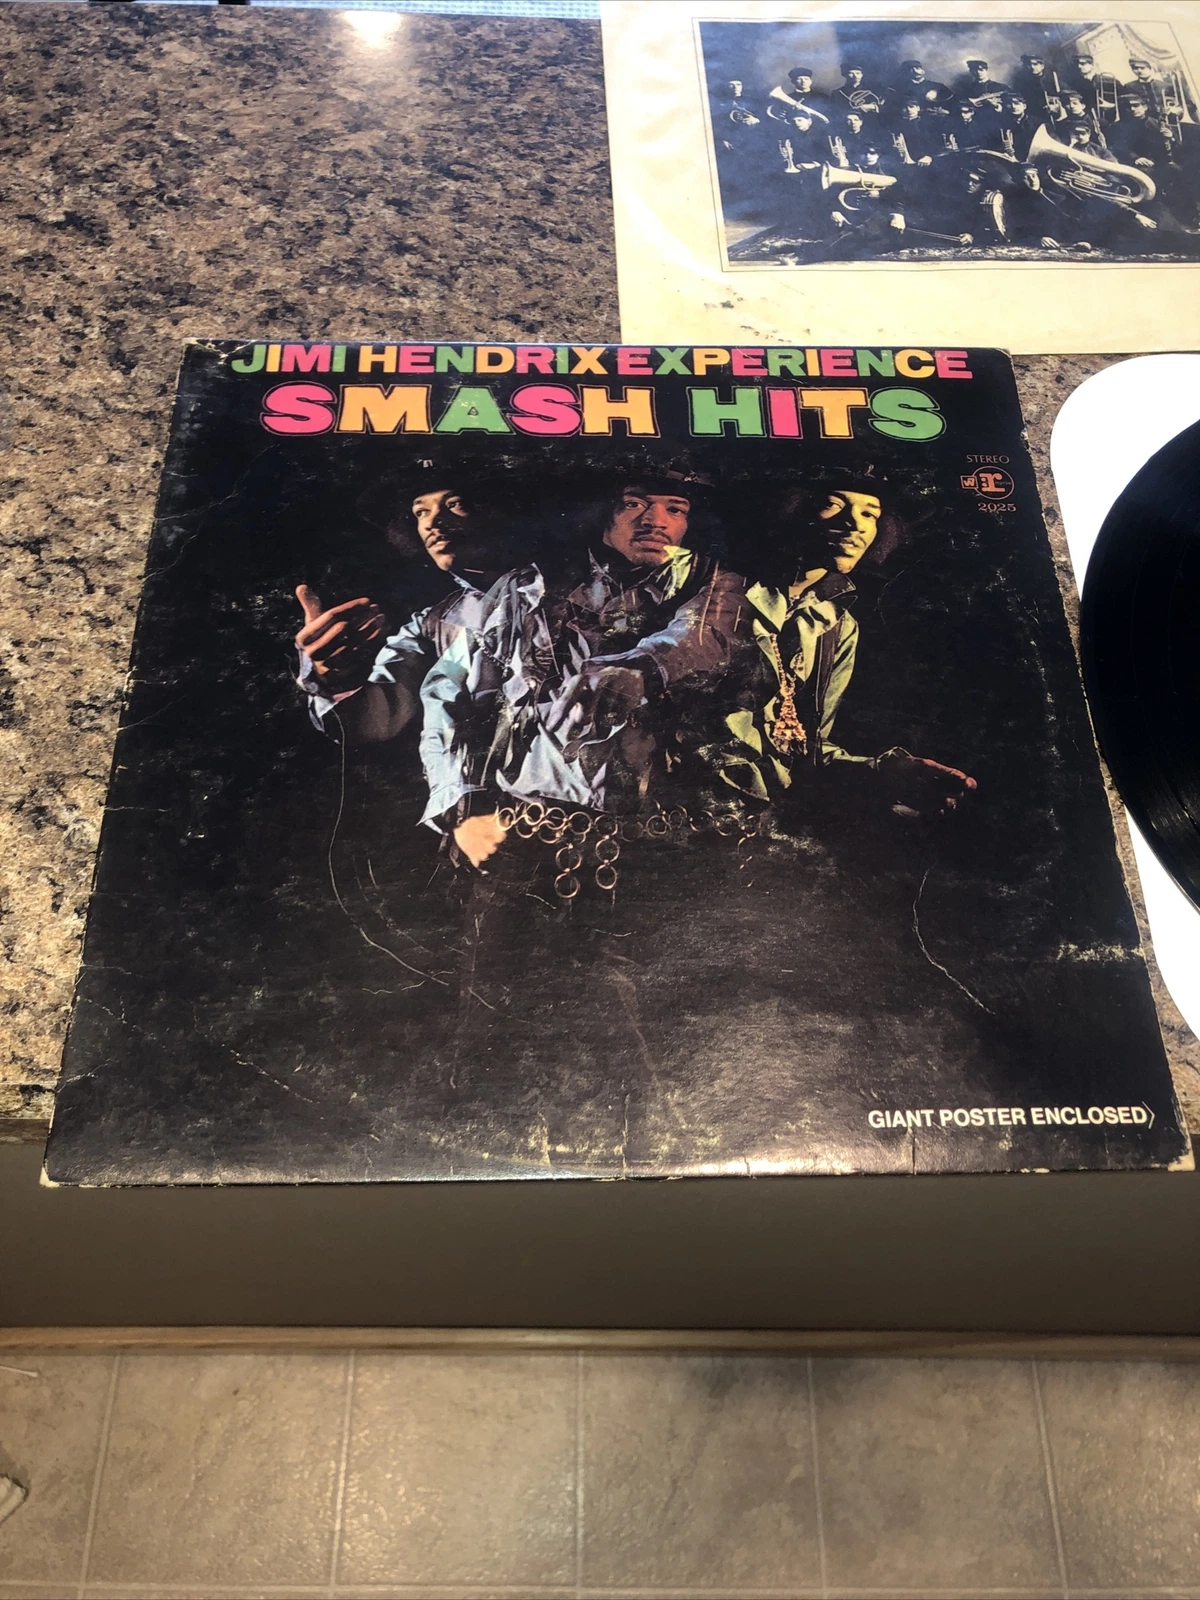 JIMI HENDRIX EXPERIENCE
SMASH HITS
STEREO
W r
2025
GIANT POSTER ENCLOSED